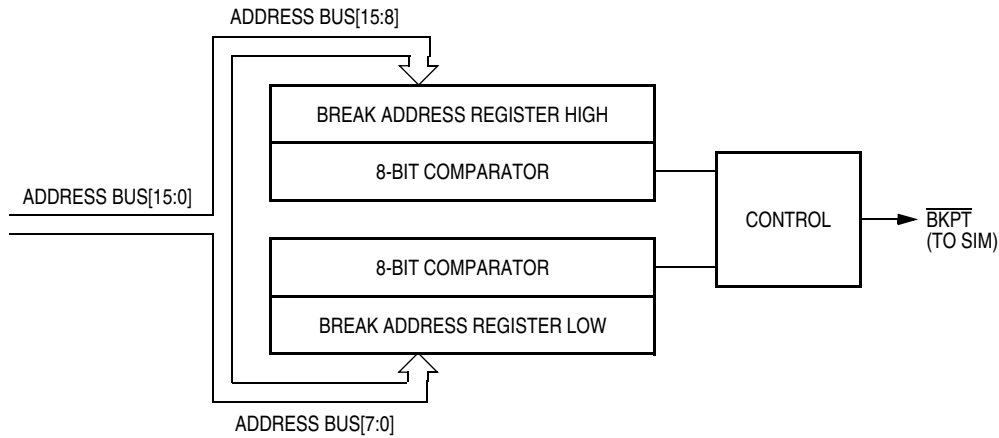 ADDRESS BUS[15:8]
BREAK ADDRESS REGISTER HIGH
8-BIT COMPARATOR
ADDRESS BUS[15:0]
CONTROL
BKPT
(TO SIM)
8-BIT COMPARATOR
BREAK ADDRESS REGISTER LOW
ADDRESS BUS[7:0]